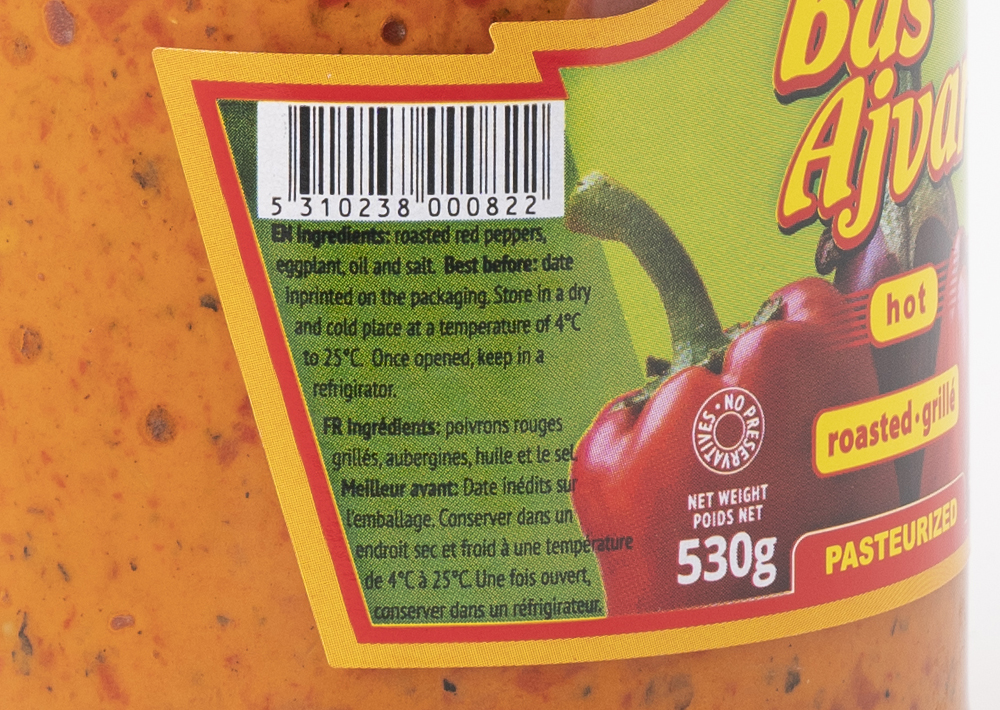 Bas
Ajvar
hot
roasted·grillé
NO PRESERVATIVES
NET WEIGHT
POIDS NET
530g
PASTEURIZED
5 310238 000822
EN Ingredients: roasted red peppers,
eggplant, oil and salt. Best before: date
inprinted on the packaging. Store in a dry
and cold place at a temperature of 4°C
to 25°C. Once opened, keep in a
refrigirator.
FR Ingrédients: poivrons rouges
grillés, aubergines, huile et le sel.
Meilleur avant: Date inédits sur
l'emballage. Conserver dans un
endroit sec et froid à une température
de 4°C à 25°C. Une fois ouvert,
conserver dans un réfrigirateur.